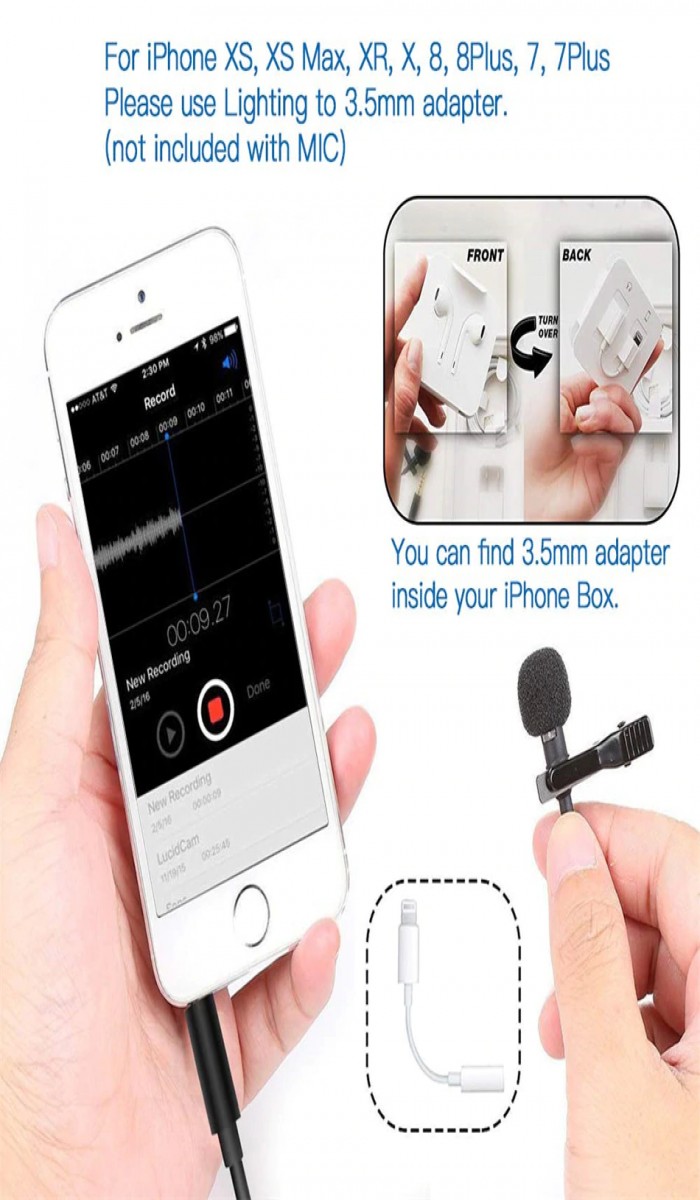 For iPhone XS, XS Max, XR, X, 8, 8Plus, 7, 7Plus
Please use Lighting to 3.5mm adapter.
(not included with MIC)
FRONT
BACK
TURN
OVER
You can find 3.5mm adapter
inside your iPhone Box.
AT&T 2:30 PM 98%
Record
:06 00:07 00:08 00:09 00:10 00:11
00:09.27
New Recording
2/5/16
Done
New Recording
2/5/16 00:00:09
LucidCam
11/19/15 00:25:45